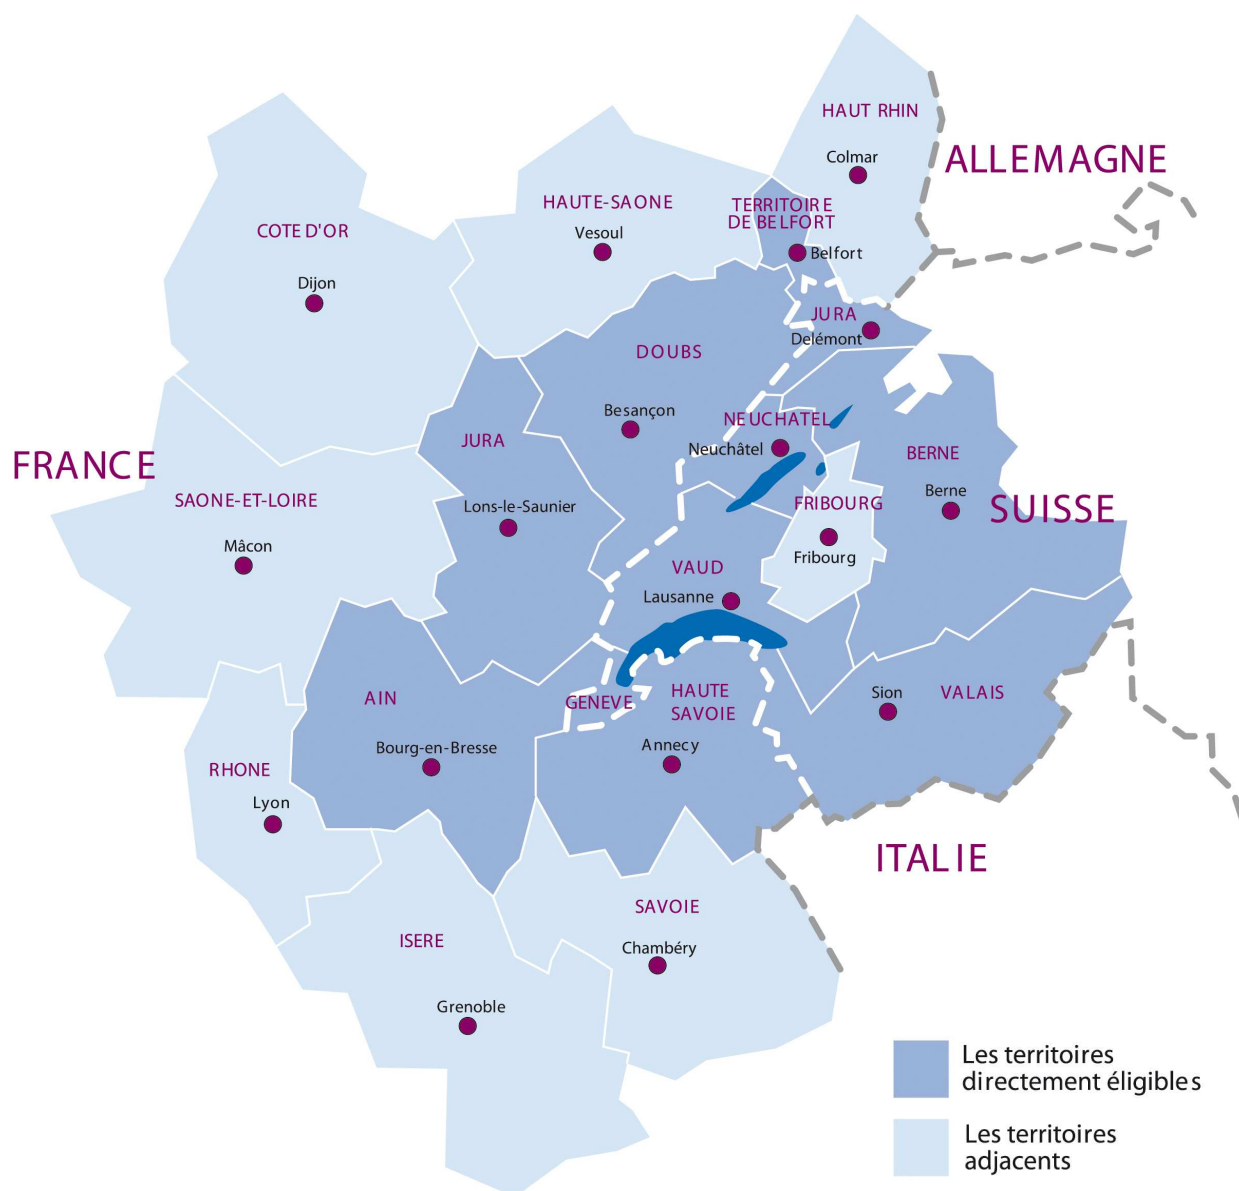 HAUT RHIN
ALLEMAGNE
Colmar
HAUTE-SAONE
TERRITOIRE
DE BELFORT
COTE D'OR
Vesoul
Belfort
Dijon
JURA
Delémont
DOUBS
Besançon
NEUCHATEL
Neuchâtel
JURA
BERNE
FRANCE
SAONE-ET-LOIRE
Lons-le-Saunier
FRIBOURG
Berne
SUISSE
Mâcon
Fribourg
VAUD
Lausanne
AIN
GENEVE
HAUTE
SAVOIE
Sion
VALAIS
Bourg-en-Bresse
Annecy
RHONE
Lyon
ITALIE
SAVOIE
ISERE
Chambéry
Grenoble
Les territoires
directement éligibles
Les territoires
adjacents